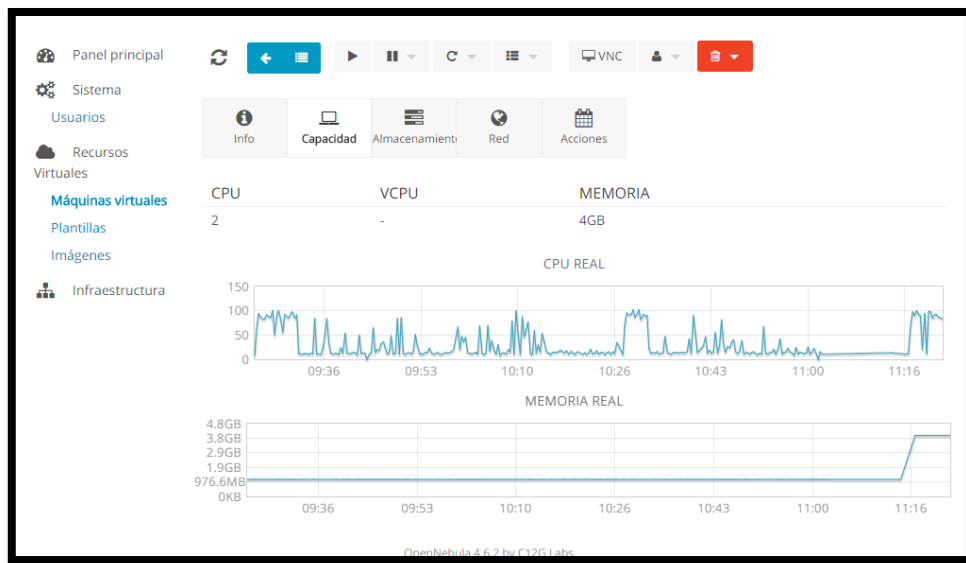 Panel principal
Sistema
Usuarios
Recursos
Virtuales
Máquinas virtuales
Plantillas
Imágenes
Infraestructura
VNC
Info
Capacidad
Almacenamient
Red
Acciones
CPU VCPU MEMORIA
2 - 4GB
CPU REAL
150
100
50
0
09:36 09:53 10:10 10:26 10:43 11:00 11:16
MEMORIA REAL
4.8GB
3.8GB
2.9GB
1.9GB
976.6MB
0KB
09:36 09:53 10:10 10:26 10:43 11:00 11:16
OpenNebula 4.6.2 by C12G Labs